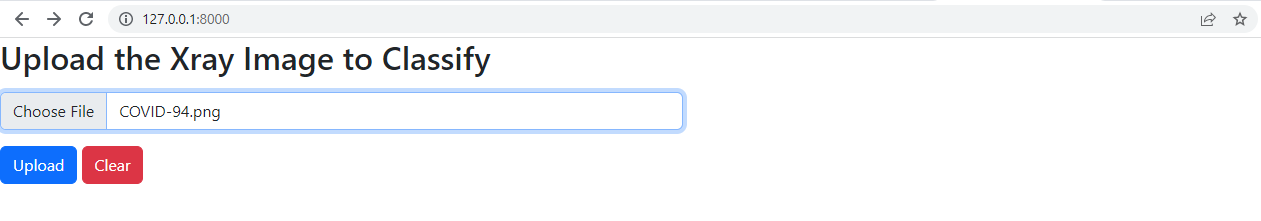 127.0.0.1:8000
Upload the Xray Image to Classify
Choose File COVID-94.png
Upload Clear